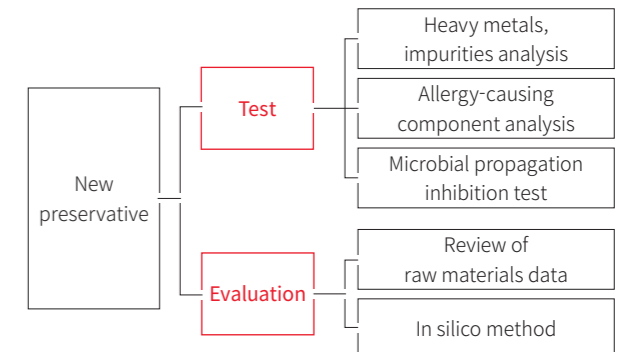 New
preservative
Test
Heavy metals,
impurities analysis
Allergy-causing
component analysis
Microbial propagation
inhibition test
Evaluation
Review of
raw materials data
In silico method